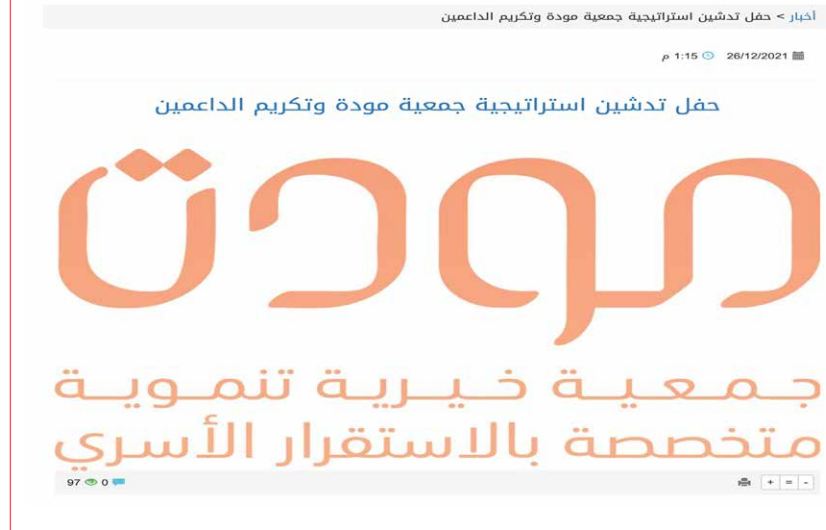 أخبار > حفل تدشين استراتيجية جمعية مودة وتكريم الداعمين
26/12/2021 1:15 م
حفل تدشين استراتيجية جمعية مودة وتكريم الداعمين
مودة
جمعية خيرية تنموية
متخصصة بالاستقرار الأسري
- = +
0 97